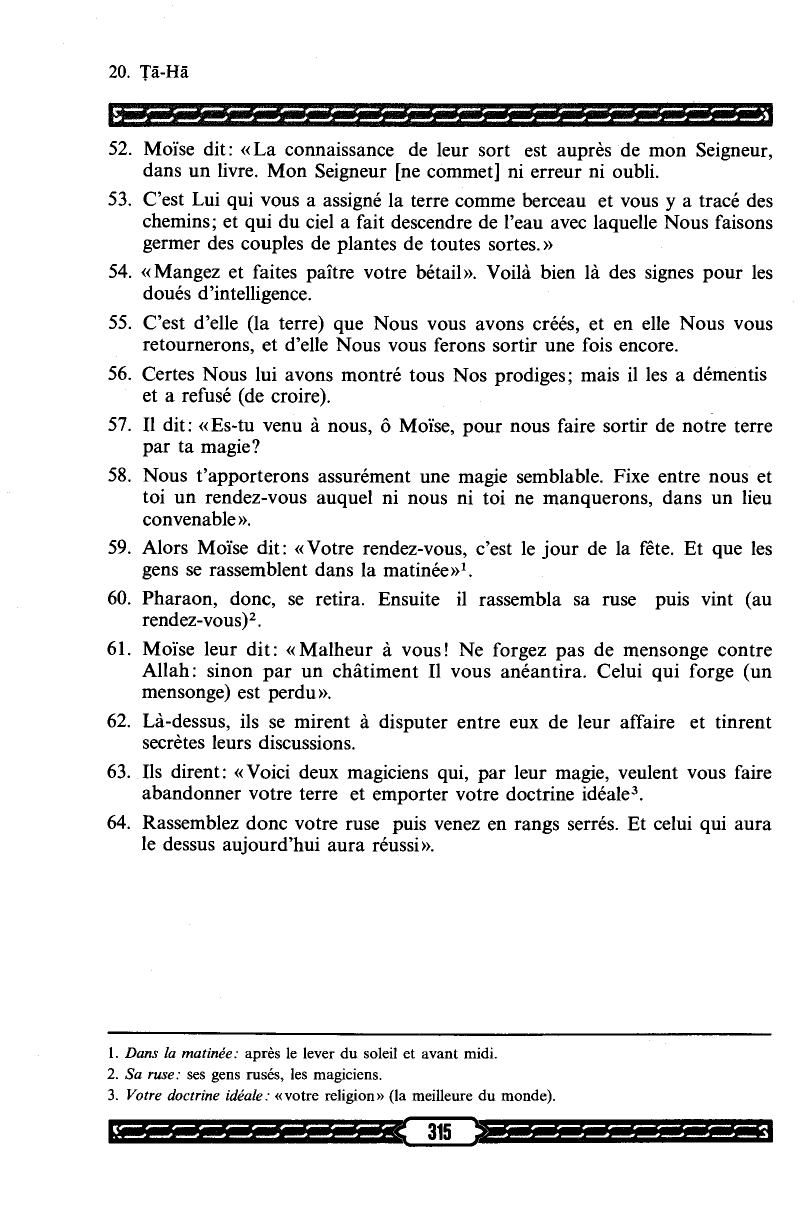 20. Ṭā-Hā
52. Moïse dit: «La connaissance de leur sort est auprès de mon Seigneur,
dans un livre. Mon Seigneur [ne commet] ni erreur ni oubli.
53. C'est Lui qui vous a assigné la terre comme berceau et vous y a tracé des
chemins; et qui du ciel a fait descendre de l'eau avec laquelle Nous faisons
germer des couples de plantes de toutes sortes.»
54. «Mangez et faites paître votre bétail». Voilà bien là des signes pour les
doués d'intelligence.
55. C'est d'elle (la terre) que Nous vous avons créés, et en elle Nous vous
retournerons, et d'elle Nous vous ferons sortir une fois encore.
56. Certes Nous lui avons montré tous Nos prodiges; mais il les a démentis
et a refusé (de croire).
57. Il dit: «Es-tu venu à nous, ô Moïse, pour nous faire sortir de notre terre
par ta magie?
58. Nous t'apporterons assurément une magie semblable. Fixe entre nous et
toi un rendez-vous auquel ni nous ni toi ne manquerons, dans un lieu
convenable».
59. Alors Moïse dit: «Votre rendez-vous, c'est le jour de la fête. Et que les
gens se rassemblent dans la matinée»¹.
60. Pharaon, donc, se retira. Ensuite il rassembla sa ruse puis vint (au
rendez-vous)².
61. Moïse leur dit: «Malheur à vous! Ne forgez pas de mensonge contre
Allah: sinon par un châtiment Il vous anéantira. Celui qui forge (un
mensonge) est perdu».
62. Là-dessus, ils se mirent à disputer entre eux de leur affaire et tinrent
secrètes leurs discussions.
63. Ils dirent: «Voici deux magiciens qui, par leur magie, veulent vous faire
abandonner votre terre et emporter votre doctrine idéale³.
64. Rassemblez donc votre ruse puis venez en rangs serrés. Et celui qui aura
le dessus aujourd'hui aura réussi».
1. Dans la matinée: après le lever du soleil et avant midi.
2. Sa ruse: ses gens rusés, les magiciens.
3. Votre doctrine idéale: «votre religion» (la meilleure du monde).
315